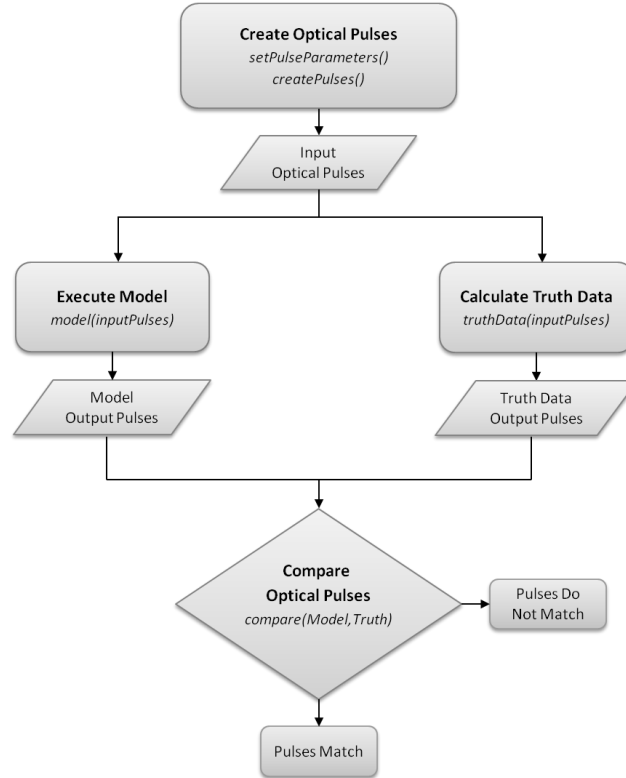 Create Optical Pulses
setPulseParameters()
createPulses()
Input
Optical Pulses
Execute Model
model(inputPulses)
Calculate Truth Data
truthData(inputPulses)
Model
Output Pulses
Truth Data
Output Pulses
Compare
Optical Pulses
compare(Model,Truth)
Pulses Do
Not Match
Pulses Match